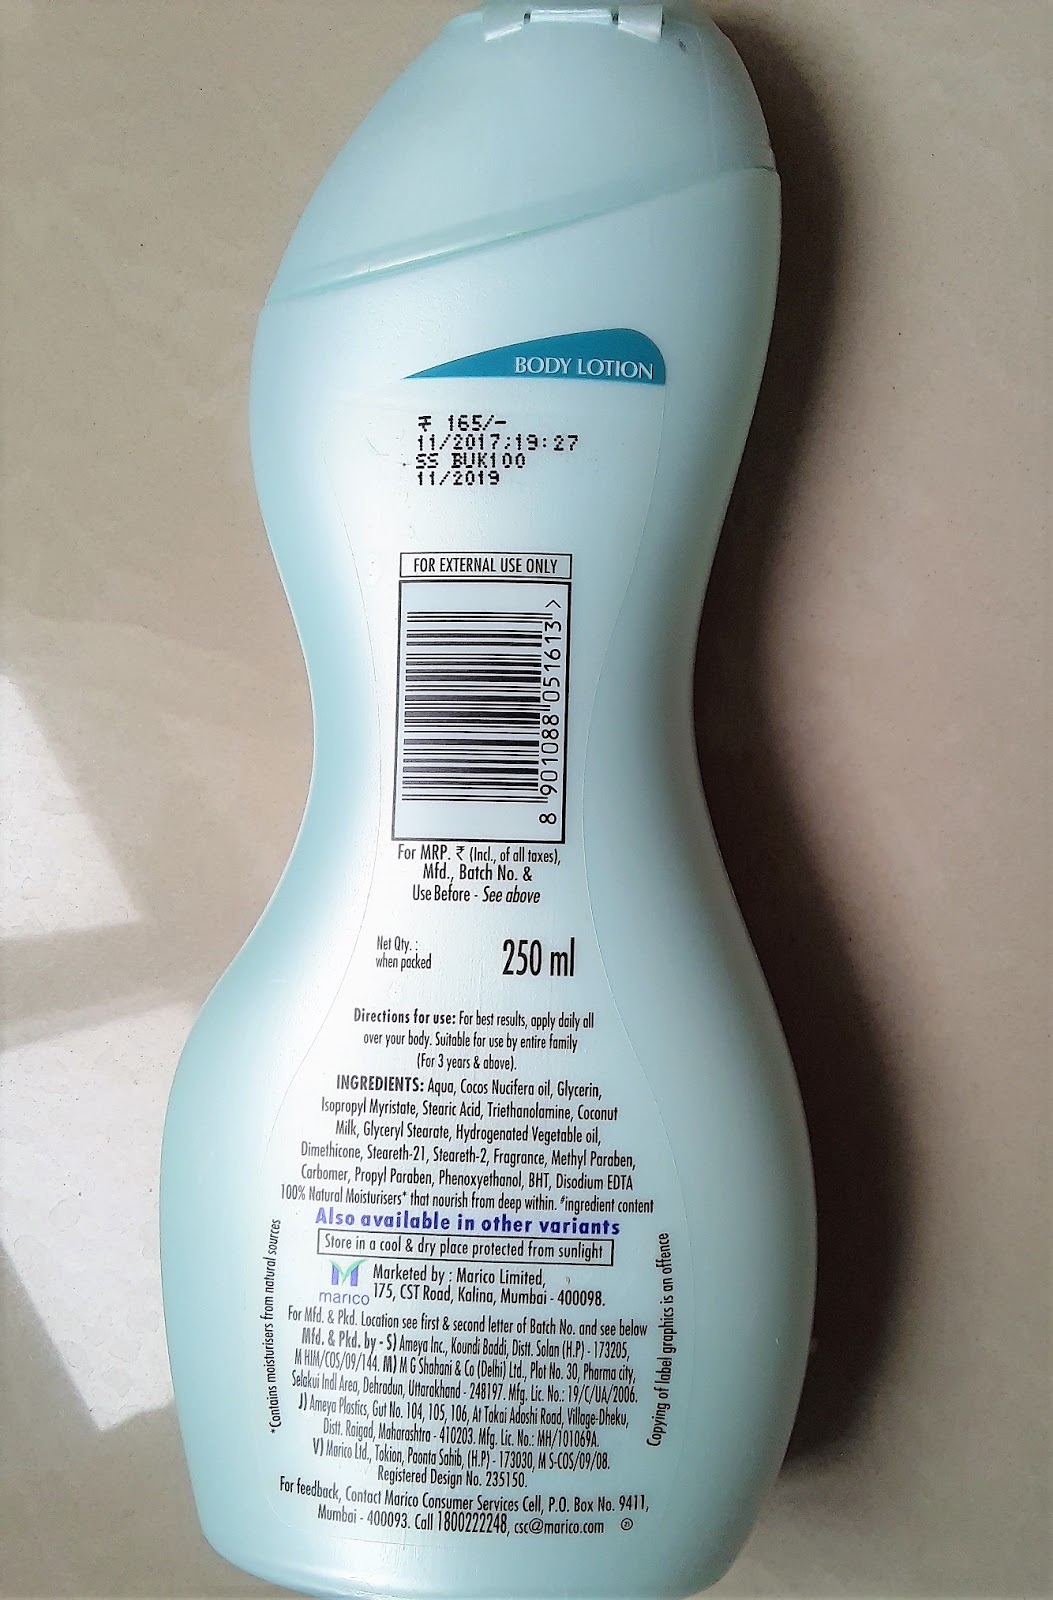 BODY LOTION
₹ 165/-
11/2017;19:27
SS BUK100
11/2019
FOR EXTERNAL USE ONLY
8 901088 051613 >
For MRP. ₹ (Incl., of all taxes),
Mfd., Batch No. &
Use Before - See above
Net Qty. :
when packed
250 ml
Directions for use: For best results, apply daily all
over your body. Suitable for use by entire family
(For 3 years & above).
INGREDIENTS: Aqua, Cocos Nucifera oil, Glycerin,
Isopropyl Myristate, Stearic Acid, Triethanolamine, Coconut
Milk, Glyceryl Stearate, Hydrogenated Vegetable oil,
Dimethicone, Steareth-21, Steareth-2, Fragrance, Methyl Paraben,
Carbomer, Propyl Paraben, Phenoxyethanol, BHT, Disodium EDTA
100% Natural Moisturisers* that nourish from deep within. #ingredient content
Also available in other variants
Store in a cool & dry place protected from sunlight
marico
Marketed by : Marico Limited,
175, CST Road, Kalina, Mumbai - 400098.
For Mfd. & Pkd. Location see first & second letter of Batch No. and see below
Mfd. & Pkd. by - S) Ameya Inc., Koundi Baddi, Distt. Solan (H.P) - 173205,
M HIM/COS/09/144. M) M G Shahani & Co (Delhi) Ltd., Plot No. 30, Pharma city,
Selakui Indl Area, Dehradun, Uttarakhand - 248197. Mfg. Lic. No.: 19/C/UA/2006.
J) Ameya Plastics, Gut No. 104, 105, 106, At Takai Adoshi Road, Village-Dheku,
Distt. Raigad, Maharashtra - 410203. Mfg. Lic. No.: MH/101069A.
V) Marico Ltd., Tokion, Paonta Sahib, (H.P) - 173030, M S-COS/09/08.
Registered Design No. 235150.
For feedback, Contact Marico Consumer Services Cell, P.O. Box No. 9411,
Mumbai - 400093. Call 1800222248, csc@marico.com
*Contains moisturisers from natural sources
Copying of label graphics is an offence